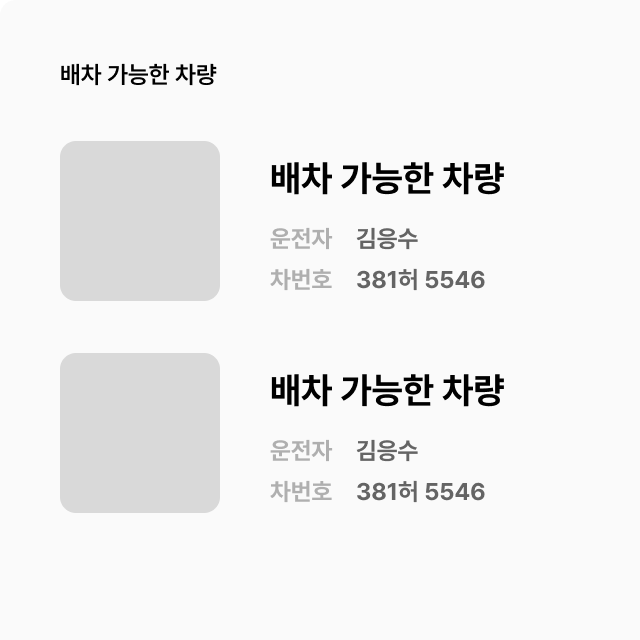 배차 가능한 차량
배차 가능한 차량
운전자 김응수
차번호 381허 5546
배차 가능한 차량
운전자 김응수
차번호 381허 5546